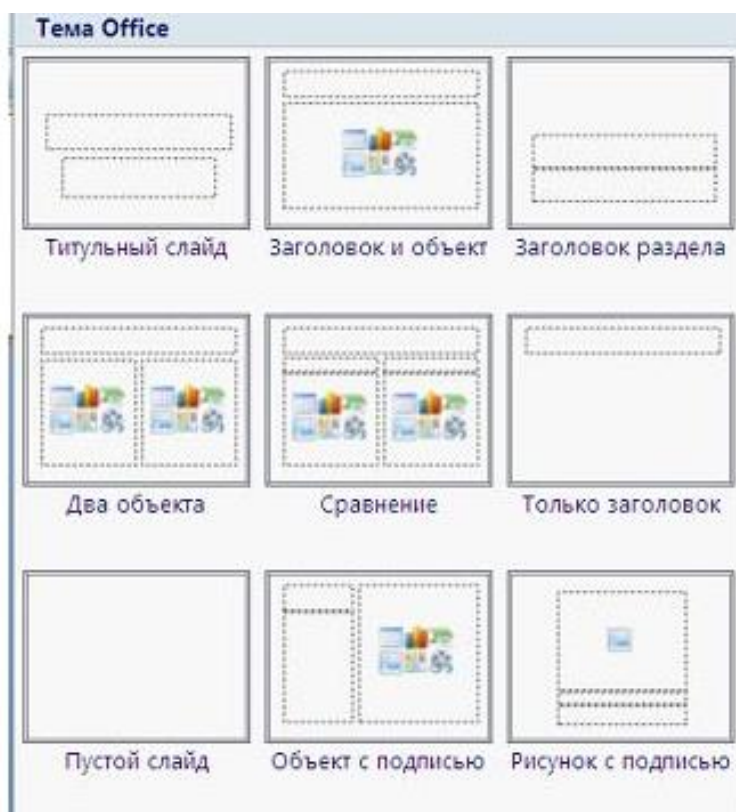 Тема Office
Титульный слайд
Заголовок и объект
Заголовок раздела
Два объекта
Сравнение
Только заголовок
Пустой слайд
Объект с подписью
Рисунок с подписью